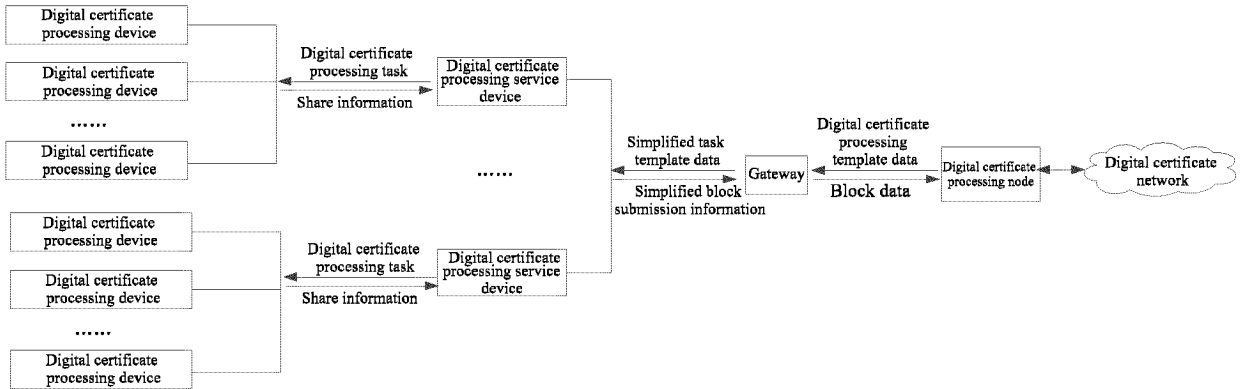 Digital certificate
processing device
Digital certificate
processing device
......
Digital certificate
processing device
Digital certificate
processing task
Share information
Digital certificate
processing service
device
Digital certificate
processing device
Digital certificate
processing device
......
Digital certificate
processing device
Digital certificate
processing task
Share information
Digital certificate
processing service
device
......
Simplified task
template data
Simplified block
submission information
Gateway
Digital certificate
processing
template data
Block data
Digital certificate
processing node
Digital certificate
network